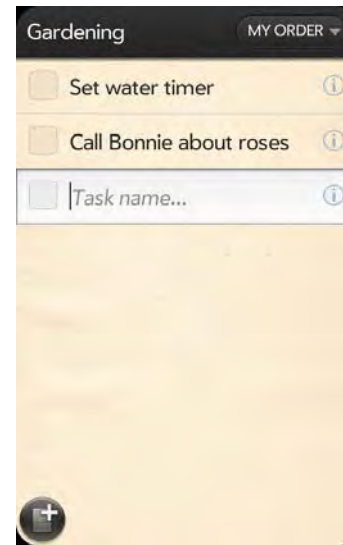 Gardening
MY ORDER
Set water timer
Call Bonnie about roses
Task name...